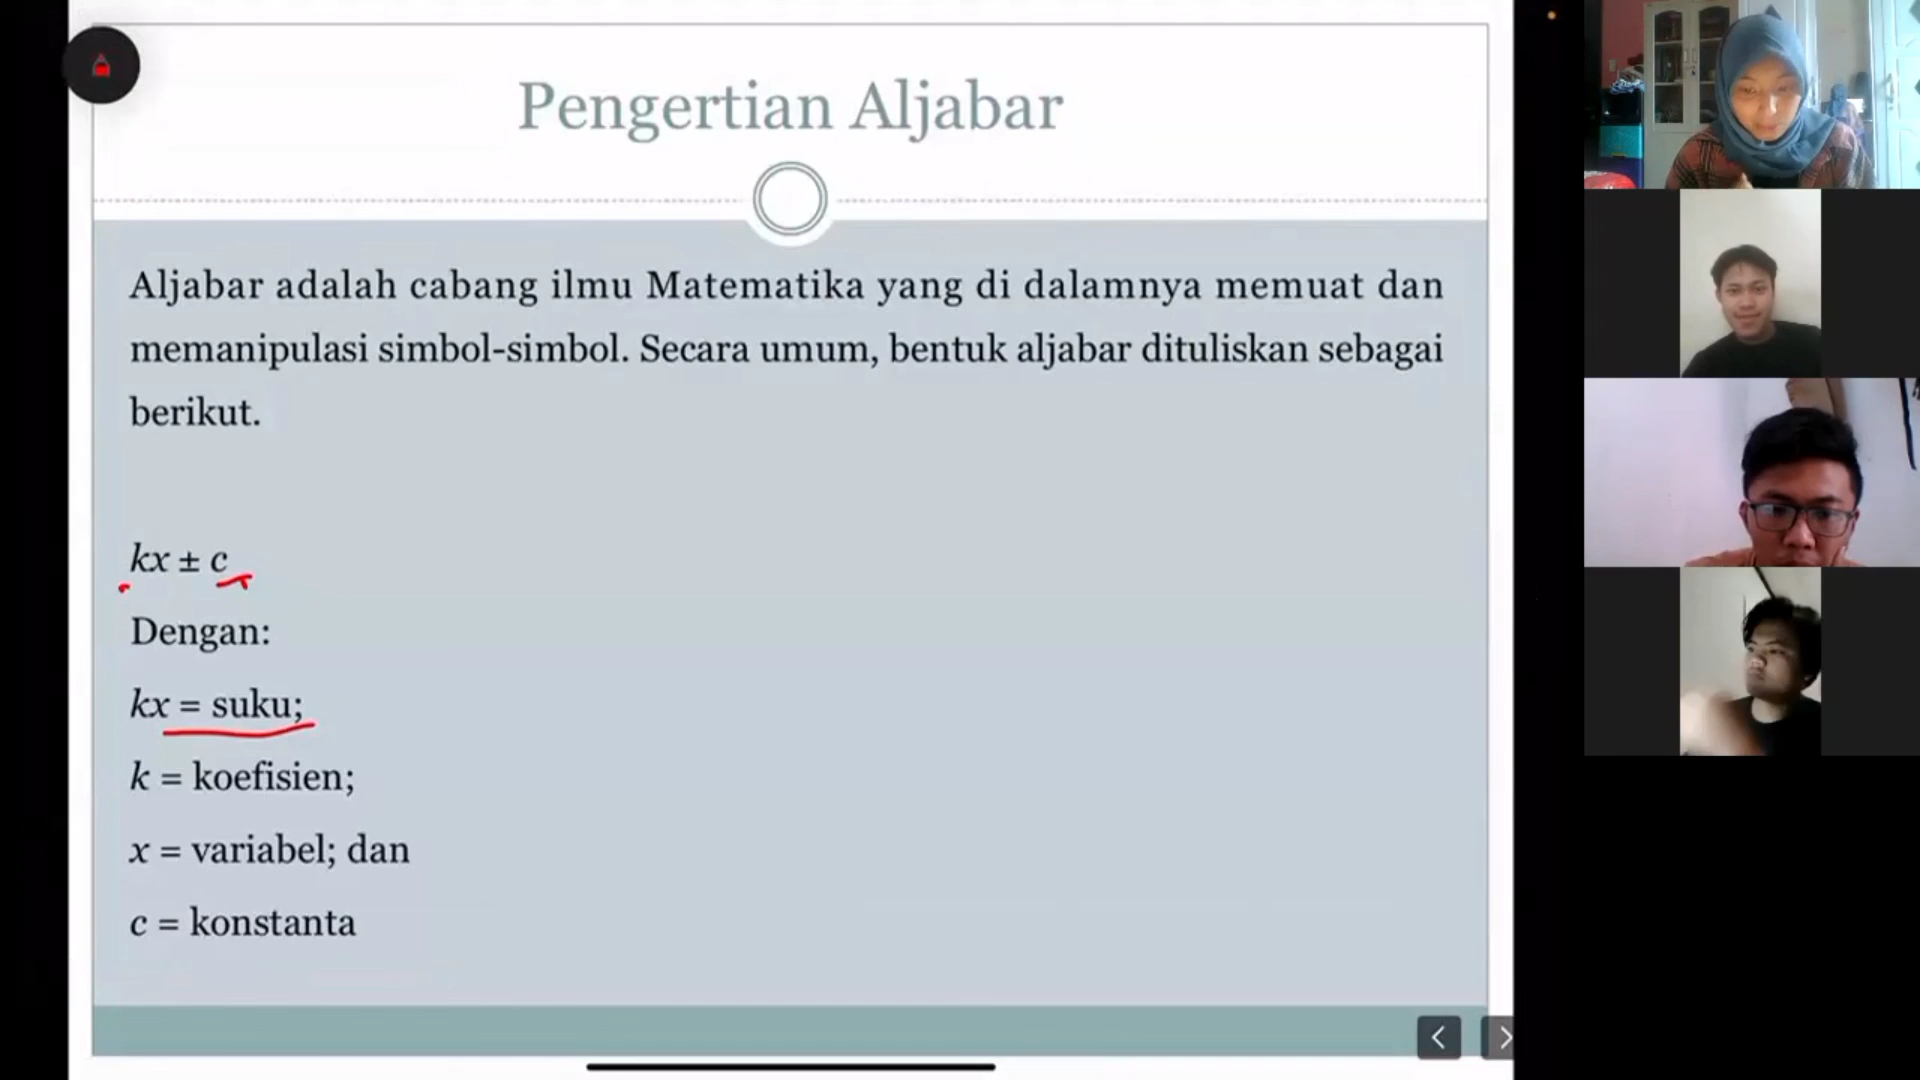 Pengertian Aljabar
Aljabar adalah cabang ilmu Matematika yang di dalamnya memuat dan
memanipulasi simbol-simbol. Secara umum, bentuk aljabar dituliskan sebagai
berikut.
kx ± c
Dengan:
kx = suku;
k = koefisien;
x = variabel; dan
c = konstanta